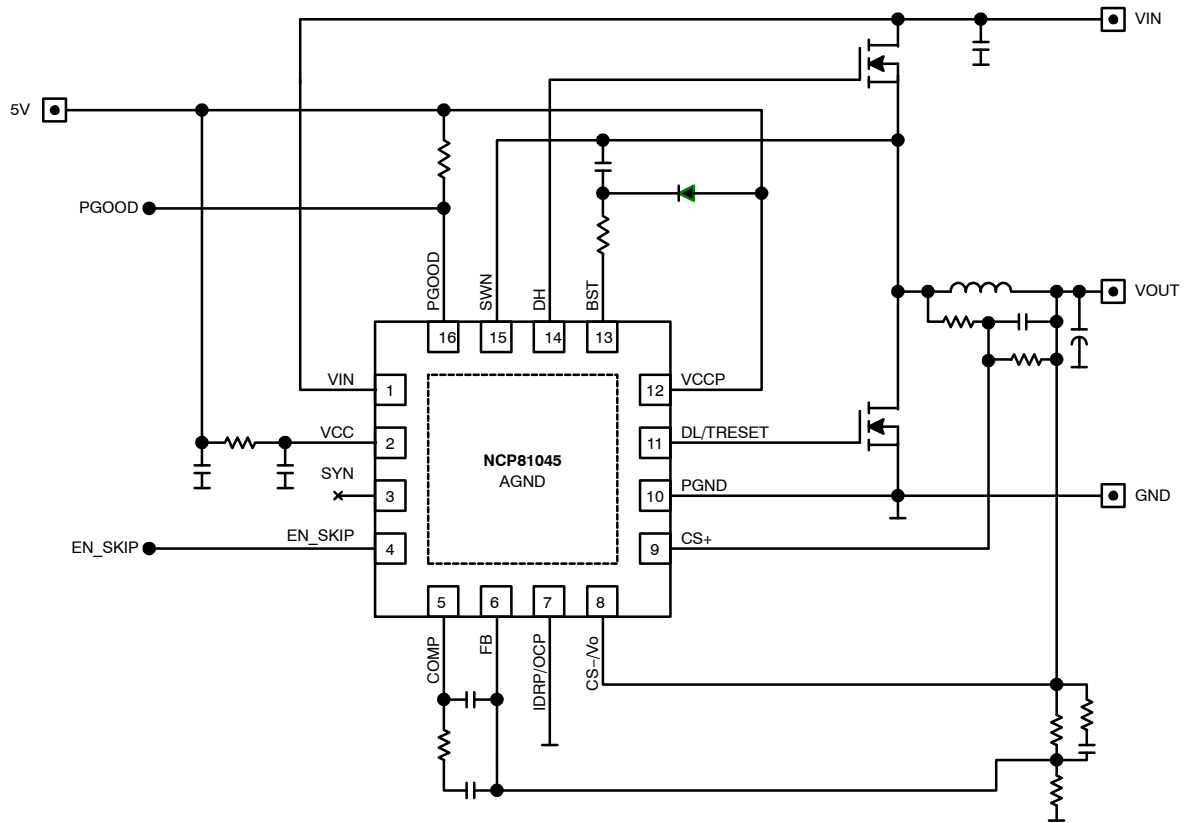 VIN
5V
PGOOD
PGOOD
SWN
DH
BST
VOUT
16
15
14
13
VIN
1
12
VCCP
VCC
2
11
DL/TRESET
NCP81045
AGND
SYN
3
10
PGND
GND
EN_SKIP
EN_SKIP
4
9
CS+
5
6
7
8
COMP
FB
IDRP/OCP
CS−/Vo